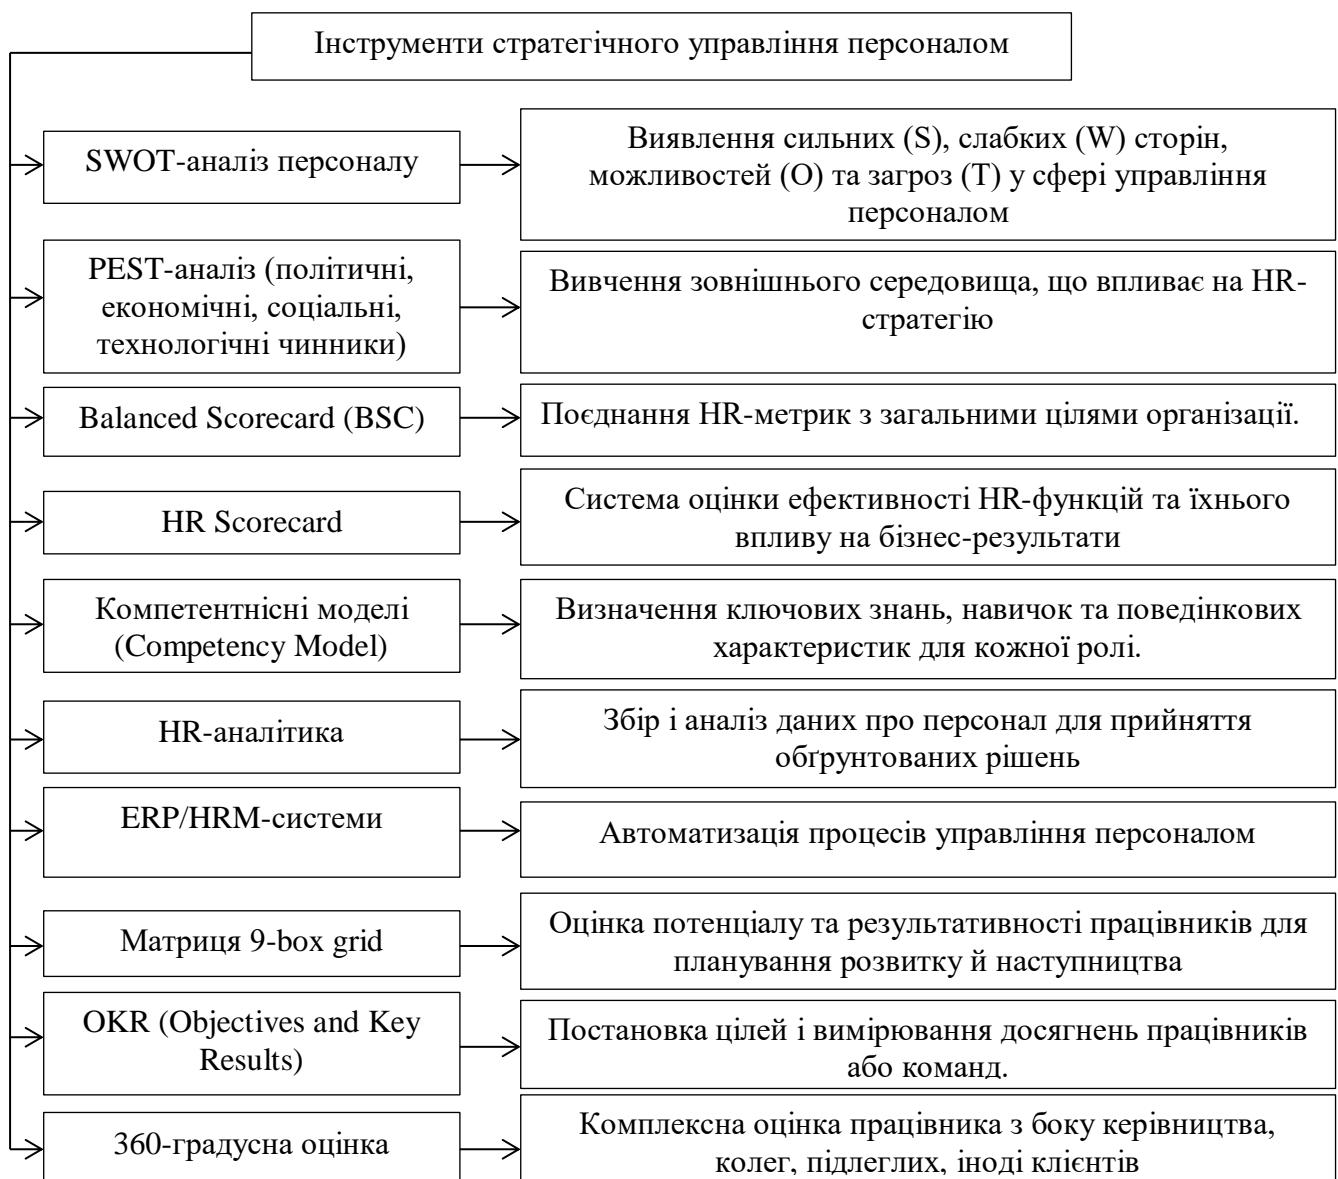 Інструменти стратегічного управління персоналом
SWOT-аналіз персоналу
Виявлення сильних (S), слабких (W) сторін,
можливостей (O) та загроз (T) у сфері управління
персоналом
PEST-аналіз (політичні,
економічні, соціальні,
технологічні чинники)
Вивчення зовнішнього середовища, що впливає на HR-
стратегію
Balanced Scorecard (BSC)
Поєднання HR-метрик з загальними цілями організації.
HR Scorecard
Система оцінки ефективності HR-функцій та їхнього
впливу на бізнес-результати
Компетентнісні моделі
(Competency Model)
Визначення ключових знань, навичок та поведінкових
характеристик для кожної ролі.
HR-аналітика
Збір і аналіз даних про персонал для прийняття
обґрунтованих рішень
ERP/HRM-системи
Автоматизація процесів управління персоналом
Матриця 9-box grid
Оцінка потенціалу та результативності працівників для
планування розвитку й наступництва
OKR (Objectives and Key
Results)
Постановка цілей і вимірювання досягнень працівників
або команд.
360-градусна оцінка
Комплексна оцінка працівника з боку керівництва,
колег, підлеглих, іноді клієнтів